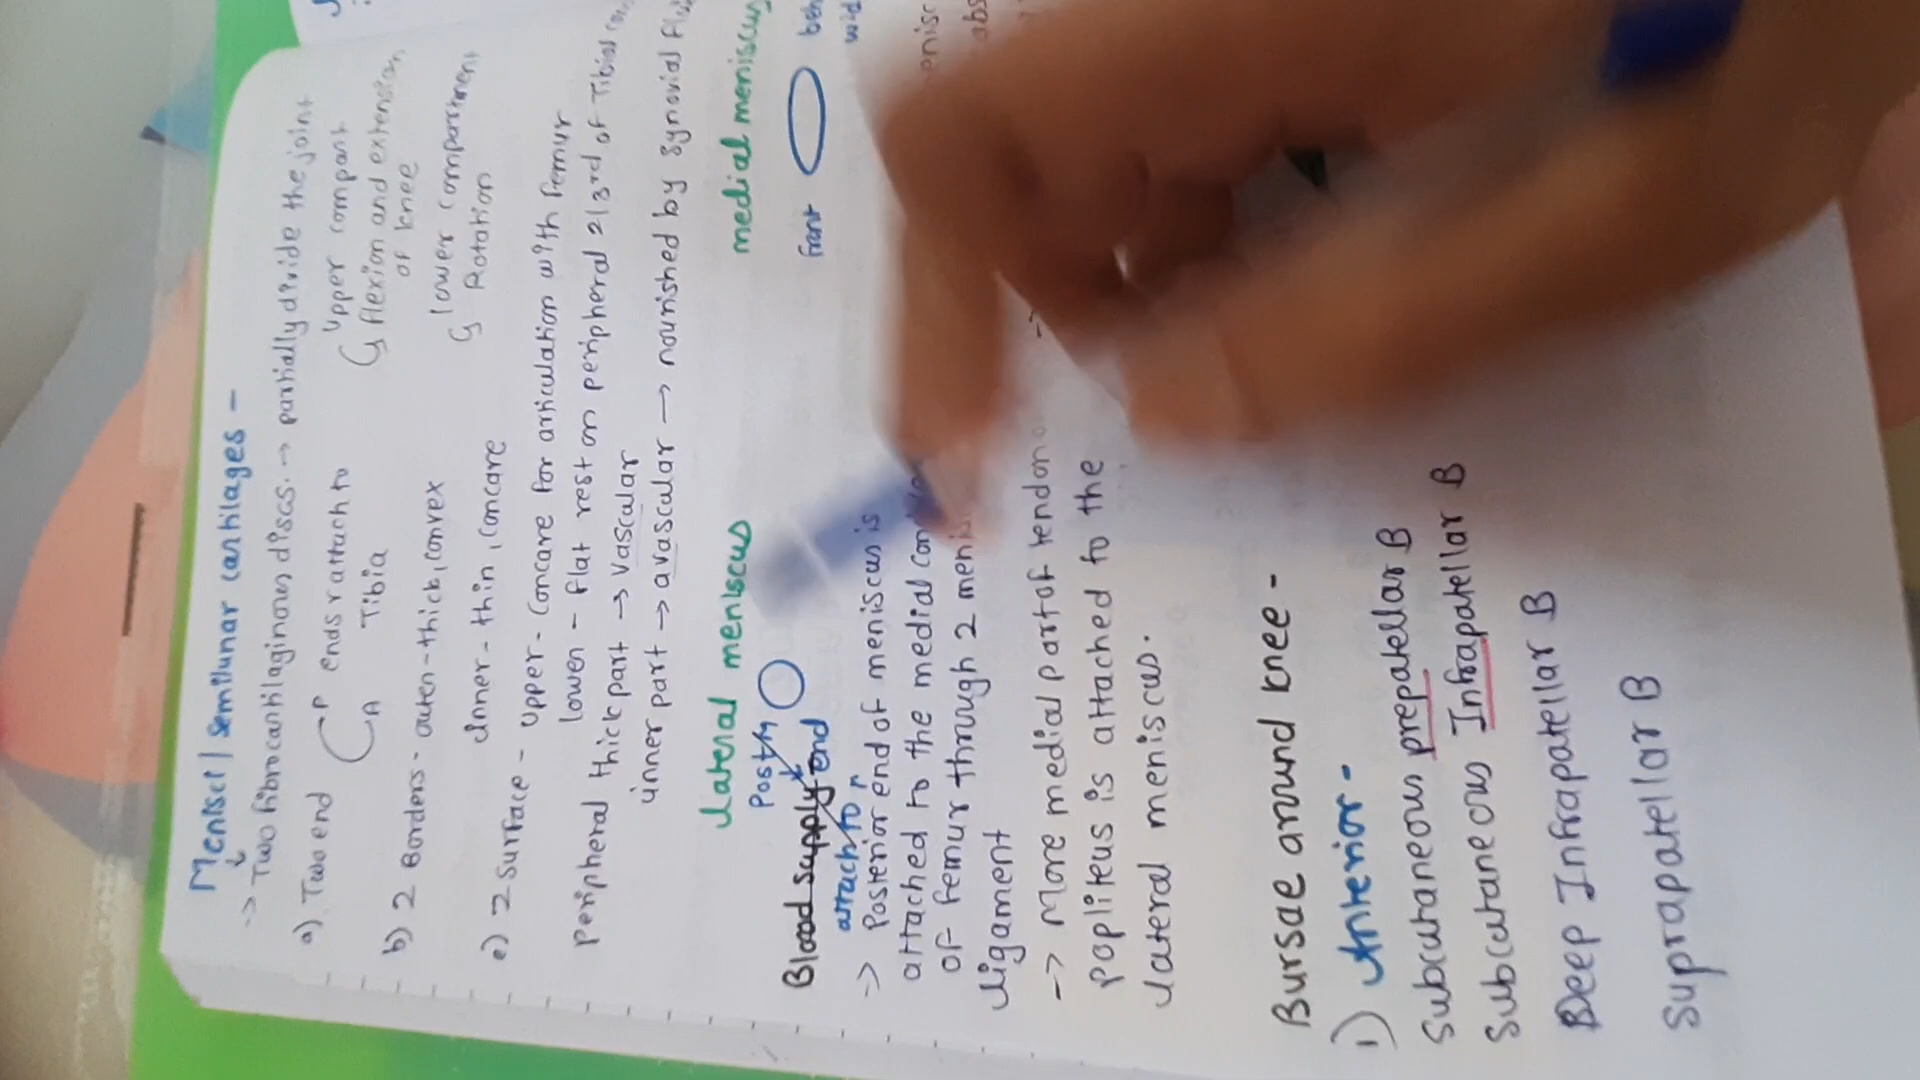 Menisci / Semilunar cartilages -
-> Two fibrocartilaginous discs. -> partially divide the joint
a) Two end
P
A
ends r attach to
Tibia
Upper compart
flexion and extension
of knee
b) 2 Borders - outer - thick, convex
inner - thin, concave
lower compartment
Rotation
c) 2 surface - upper - concave for articulation with femur
lower - flat rest on peripheral 2/3rd of Tibial
peripheral thick part -> vascular
inner part -> avascular -> nourished by synovial
lateral meniscus
medial meniscus
front
Blood supply
attach to
end
-> Posterior end of meniscus is
attached to the medial
of femur through 2
ligament
-> More medial part of tendon
popliteus is attached to the
lateral meniscus.
Bursae around knee -
1) Anterior -
Subcutaneous prepatellar B
Subcutaneous Infrapatellar B
Deep Infrapatellar B
Suprapatellar B